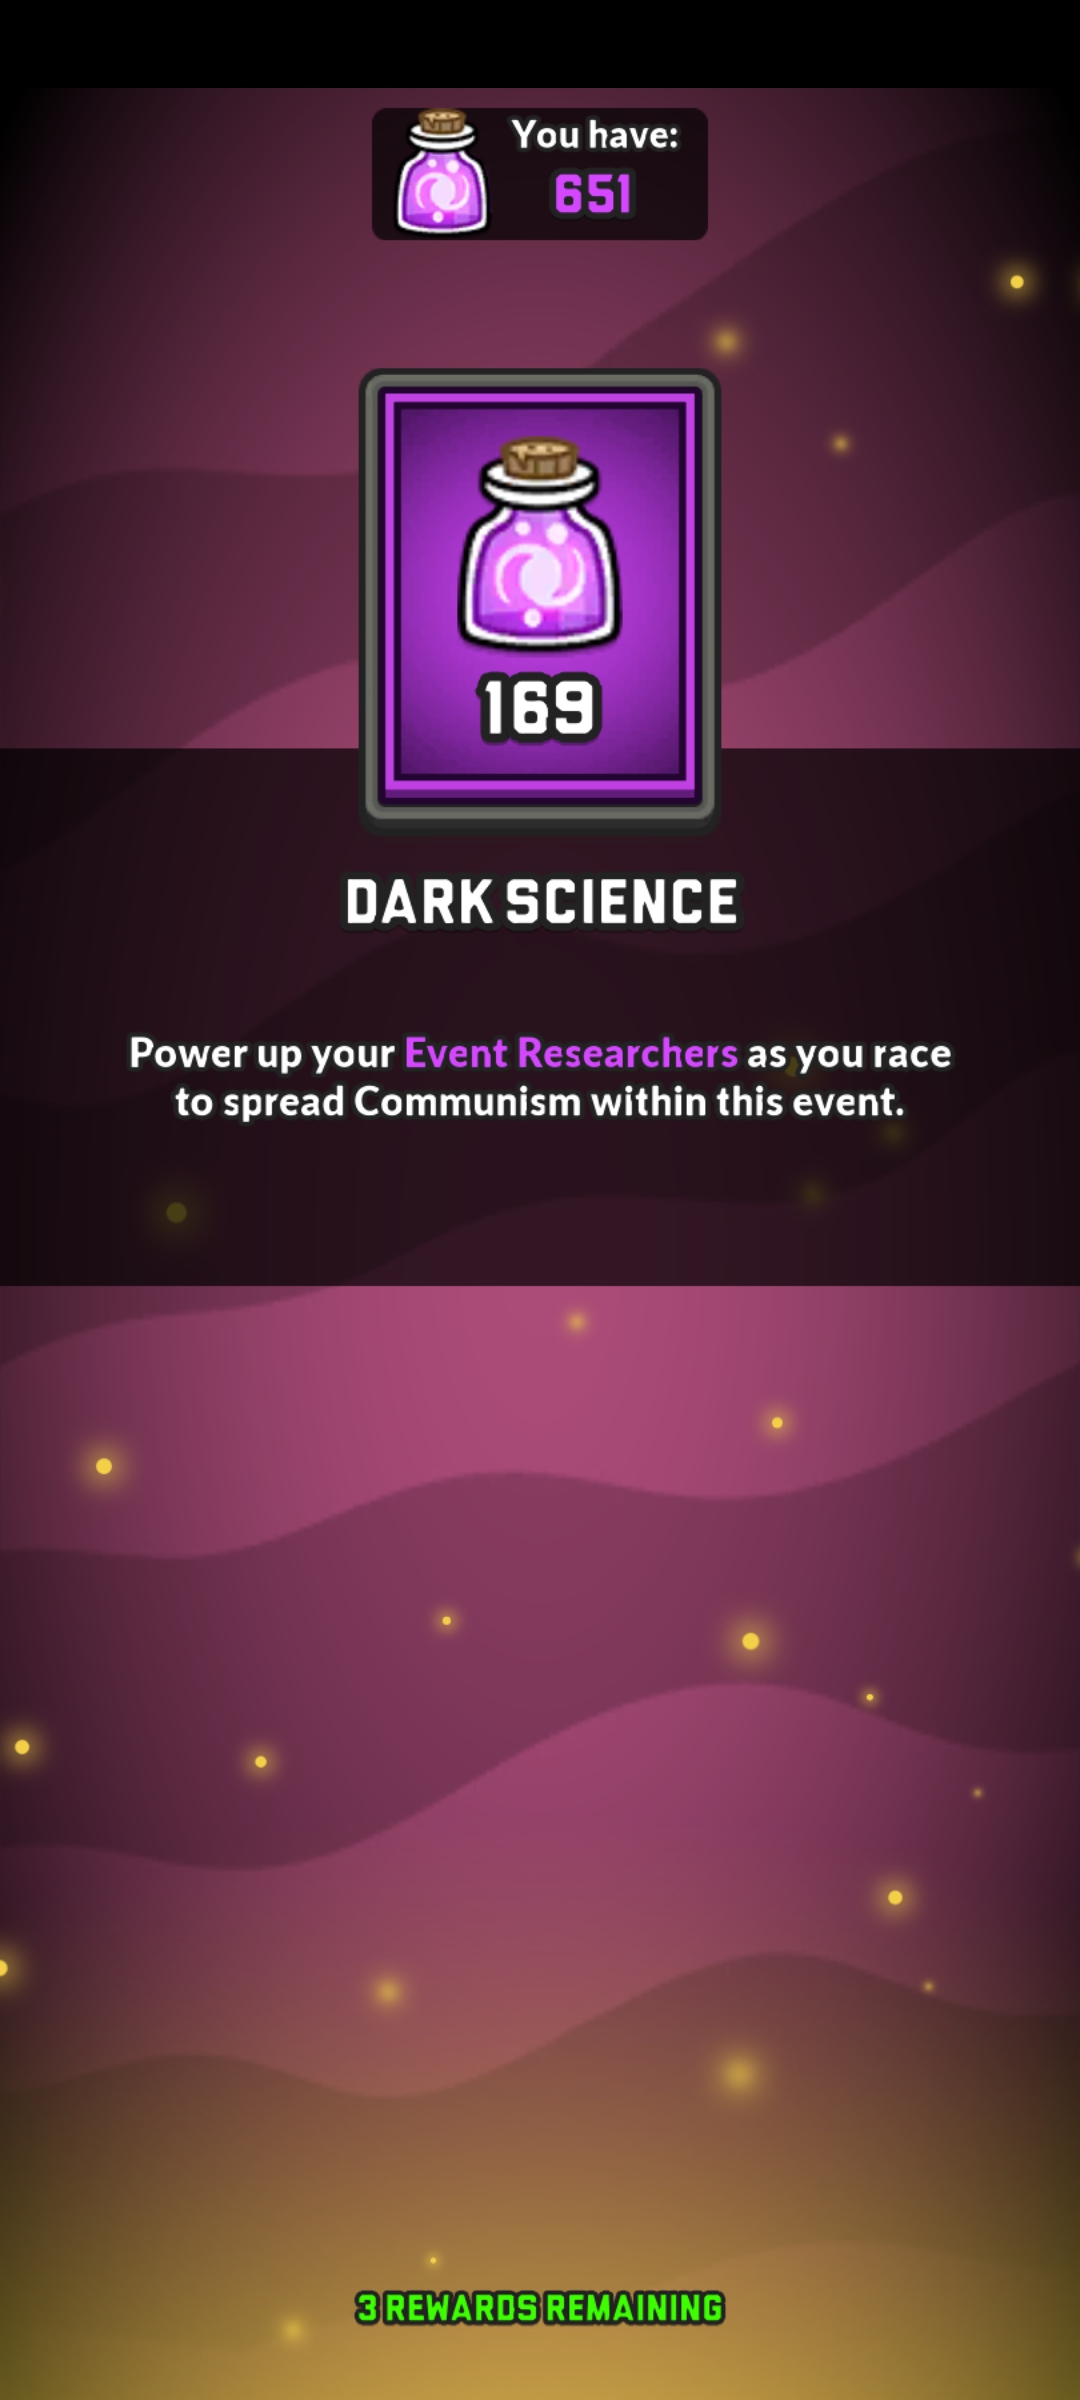 You have:
651
169
DARK SCIENCE
Power up your Event Researchers as you race
to spread Communism within this event.
3 REWARDS REMAINING